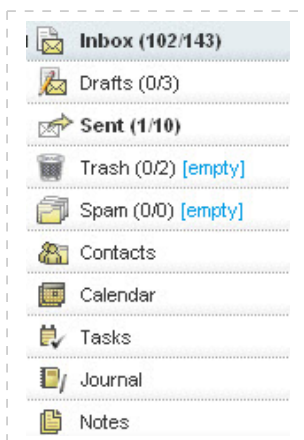 Inbox (102/143)
Drafts (0/3)
Sent (1/10)
Trash (0/2) [empty]
Spam (0/0) [empty]
Contacts
Calendar
Tasks
Journal
Notes